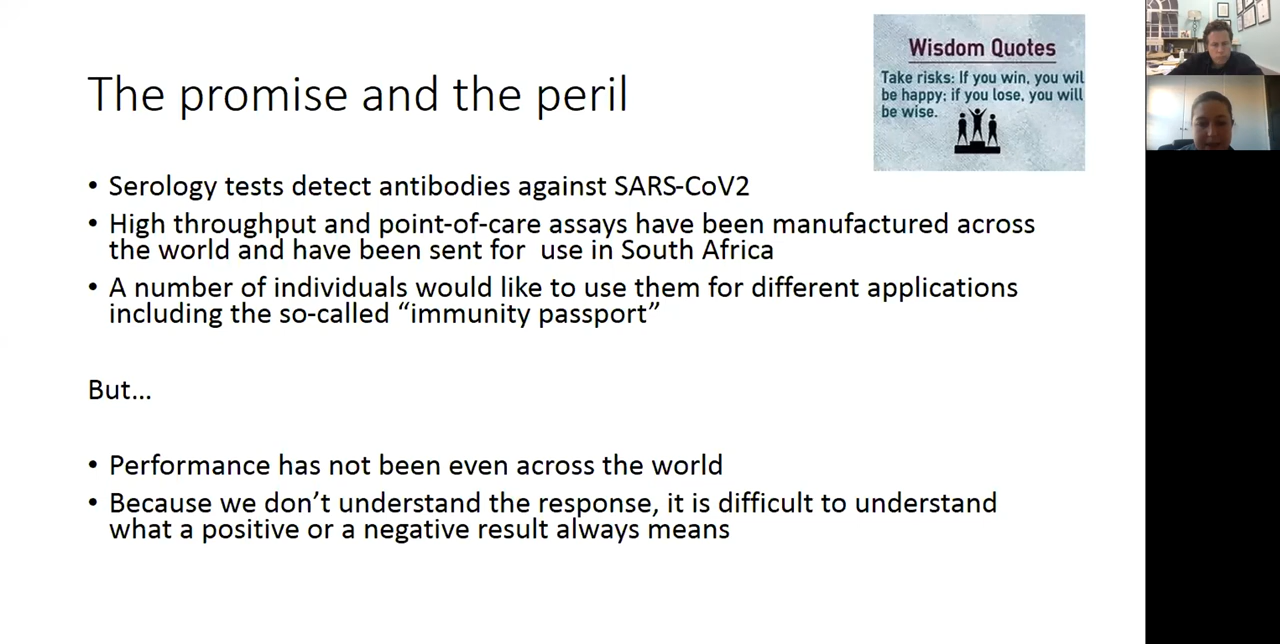 The promise and the peril
Wisdom Quotes
Take risks: If you win, you wil
be happy; if you lose, you will
be wise.
• Serology tests detect antibodies against SARS-CoV2
• High throughput and point-of-care assays have been manufactured across
the world and have been sent for  use in South Africa
• A number of individuals would like to use them for different applications
including the so-called “immunity passport”
But…
• Performance has not been even across the world
• Because we don’t understand the response, it is difficult to understand
what a positive or a negative result always means